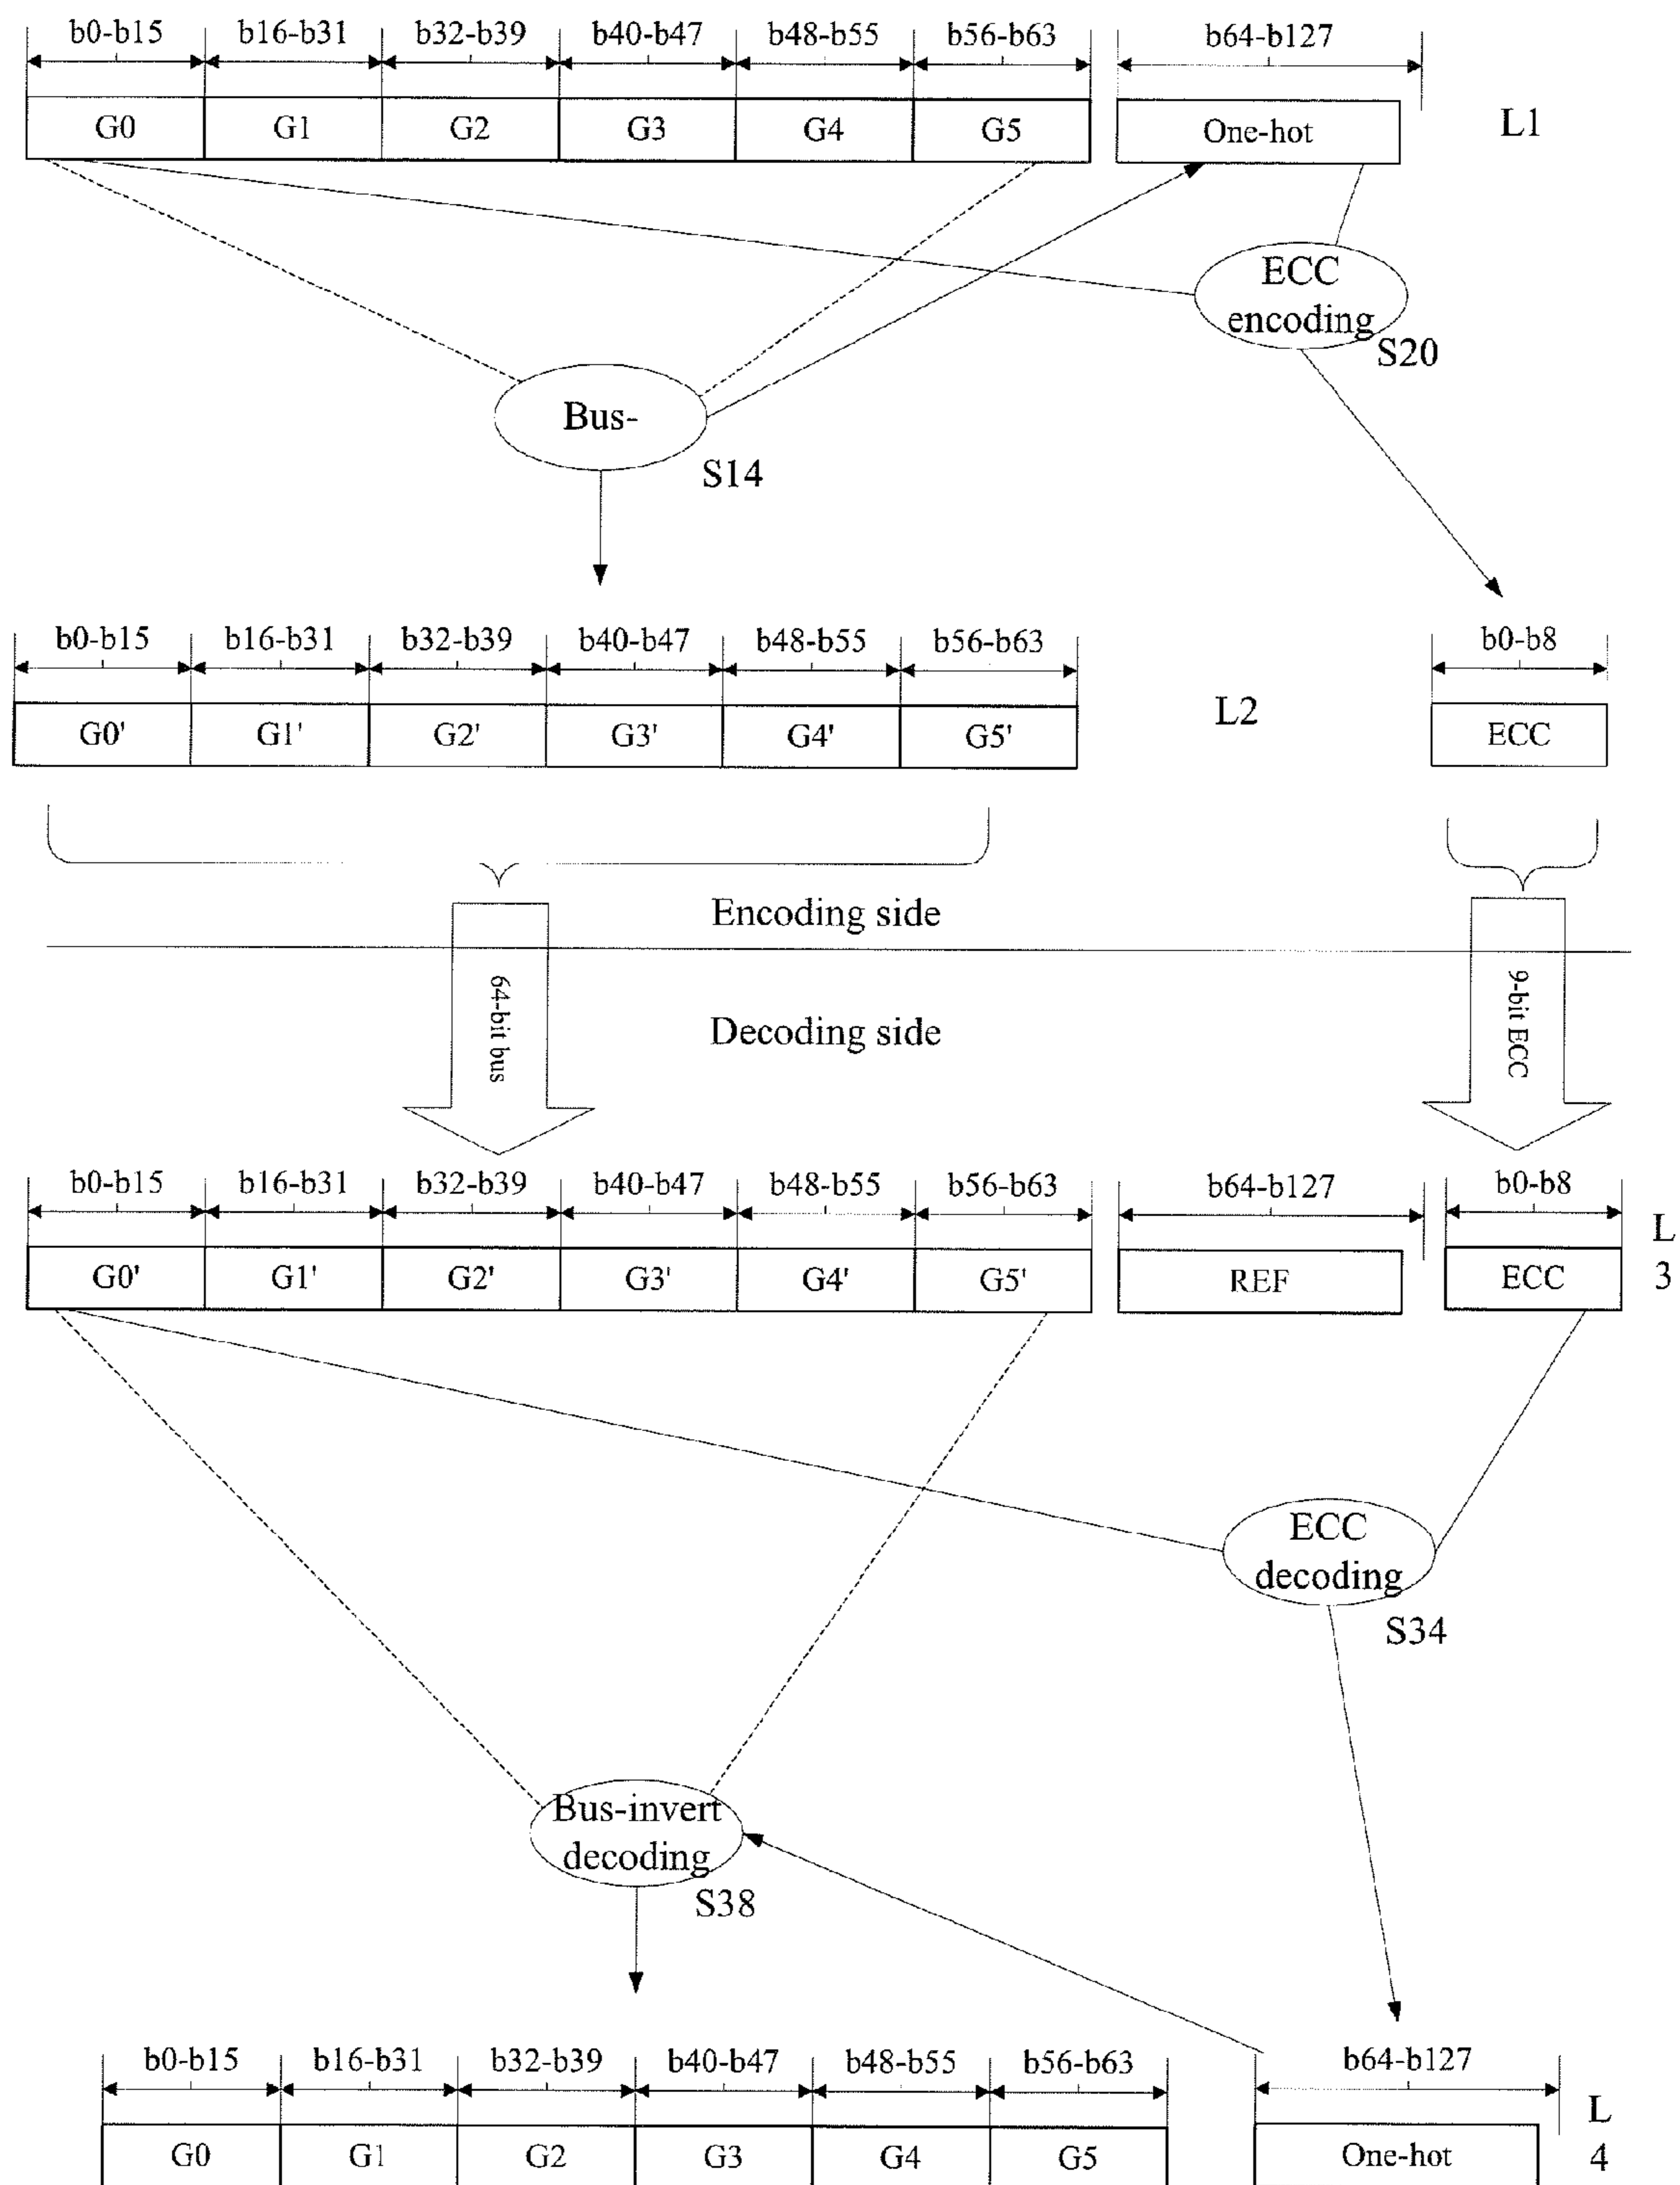 b0-b15 b16-b31 b32-b39 b40-b47 b48-b55 b56-b63 b64-b127
G0 G1 G2 G3 G4 G5 One-hot L1
ECC
encoding
S20
Bus-
S14
b0-b15 b16-b31 b32-b39 b40-b47 b48-b55 b56-b63 b0-b8
G0' G1' G2' G3' G4' G5' L2 ECC
Encoding side
64-bit bus
9-bit ECC
Decoding side
b0-b15 b16-b31 b32-b39 b40-b47 b48-b55 b56-b63 b64-b127 b0-b8
G0' G1' G2' G3' G4' G5' REF ECC L
3
ECC
decoding
S34
Bus-invert
decoding
S38
b0-b15 b16-b31 b32-b39 b40-b47 b48-b55 b56-b63 b64-b127
G0 G1 G2 G3 G4 G5 One-hot L
4